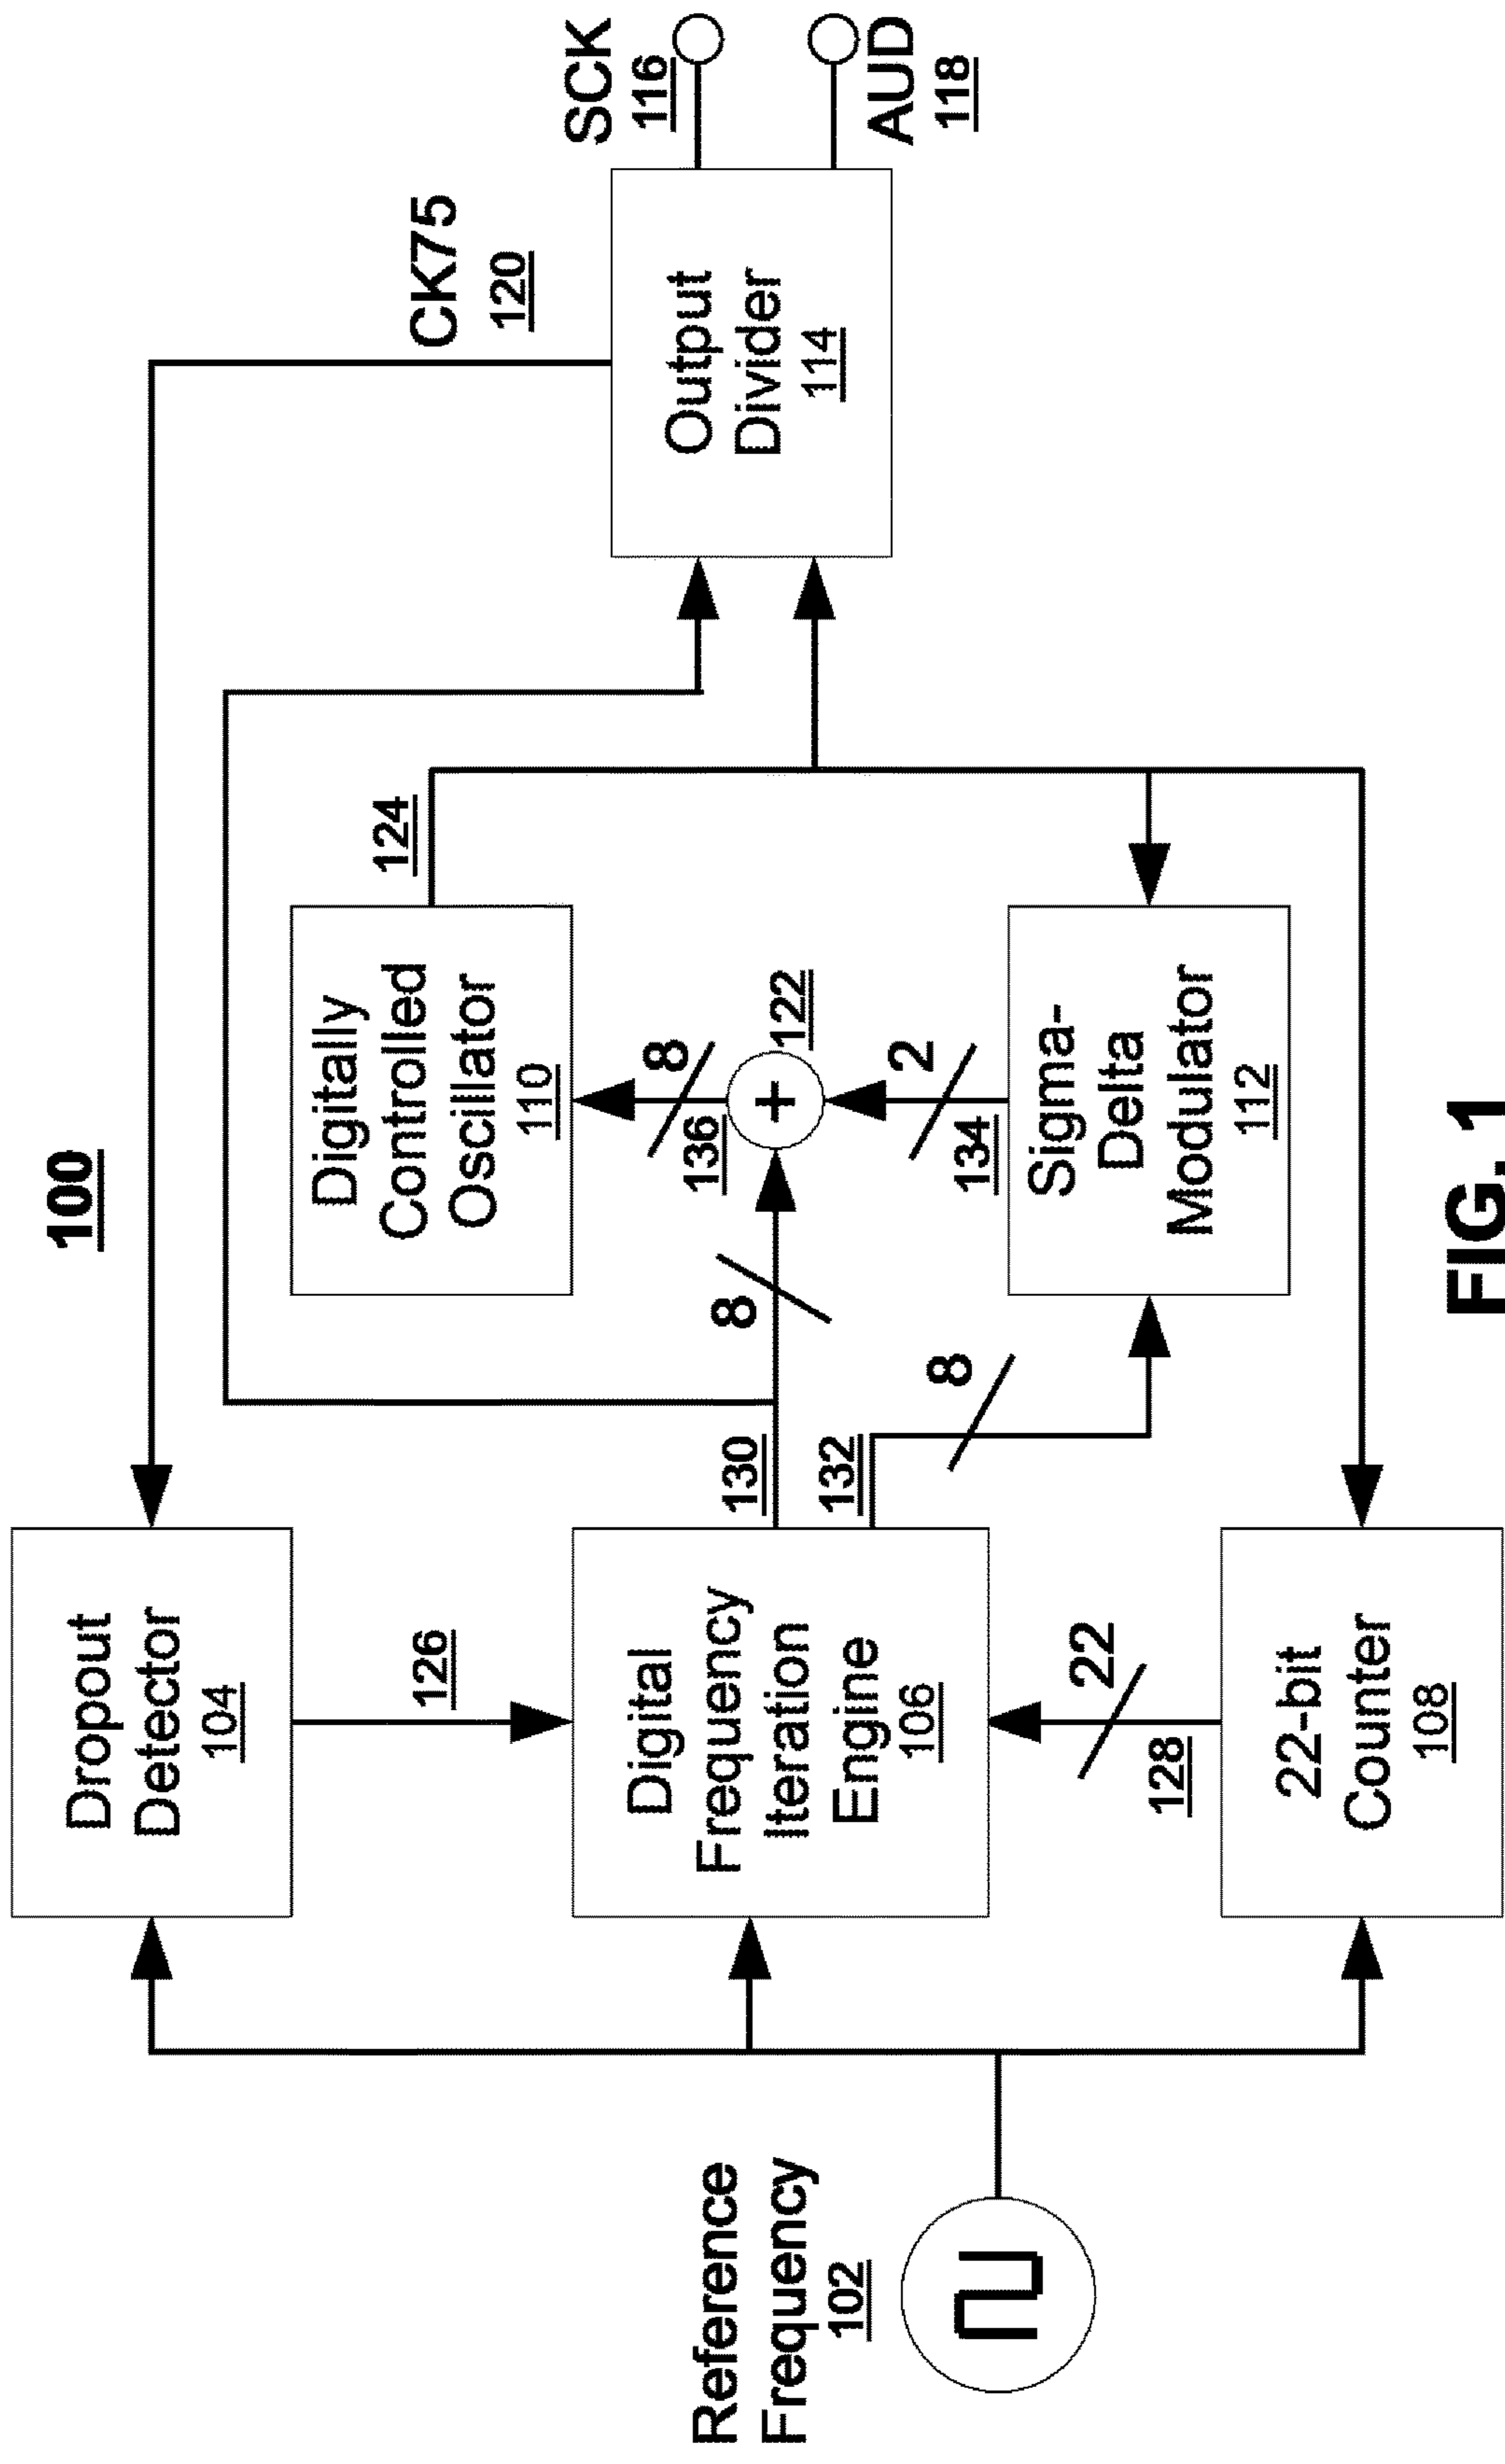 100
CK75
120
SCK
116
AUD
118
Dropout
Detector
104
126
Digital
Frequency
Iteration
Engine
106
22
128
22-bit
Counter
108
Reference
Frequency
102
130
132
8
8
Digitally
Controlled
Oscillator
110
124
8
136
122
+
2
134
Sigma-
Delta
Modulator
112
Output
Divider
114
FIG. 1